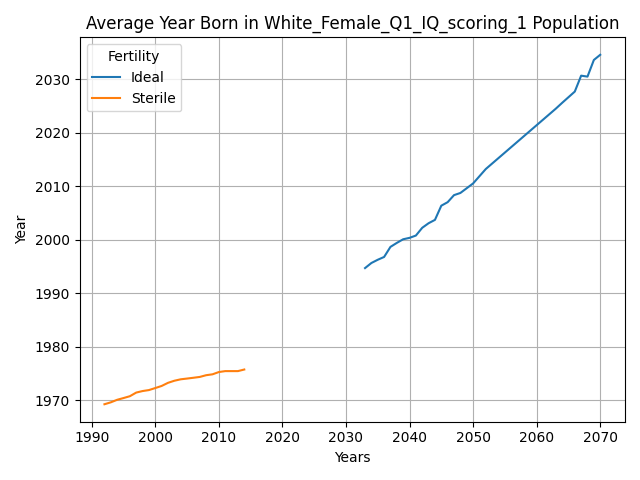 Average Year Born in White_Female_Q1_IQ_scoring_1 Population
Fertility
Ideal
Sterile
Year
2030
2020
2010
2000
1990
1980
1970
1990 2000 2010 2020 2030 2040 2050 2060 2070
Years